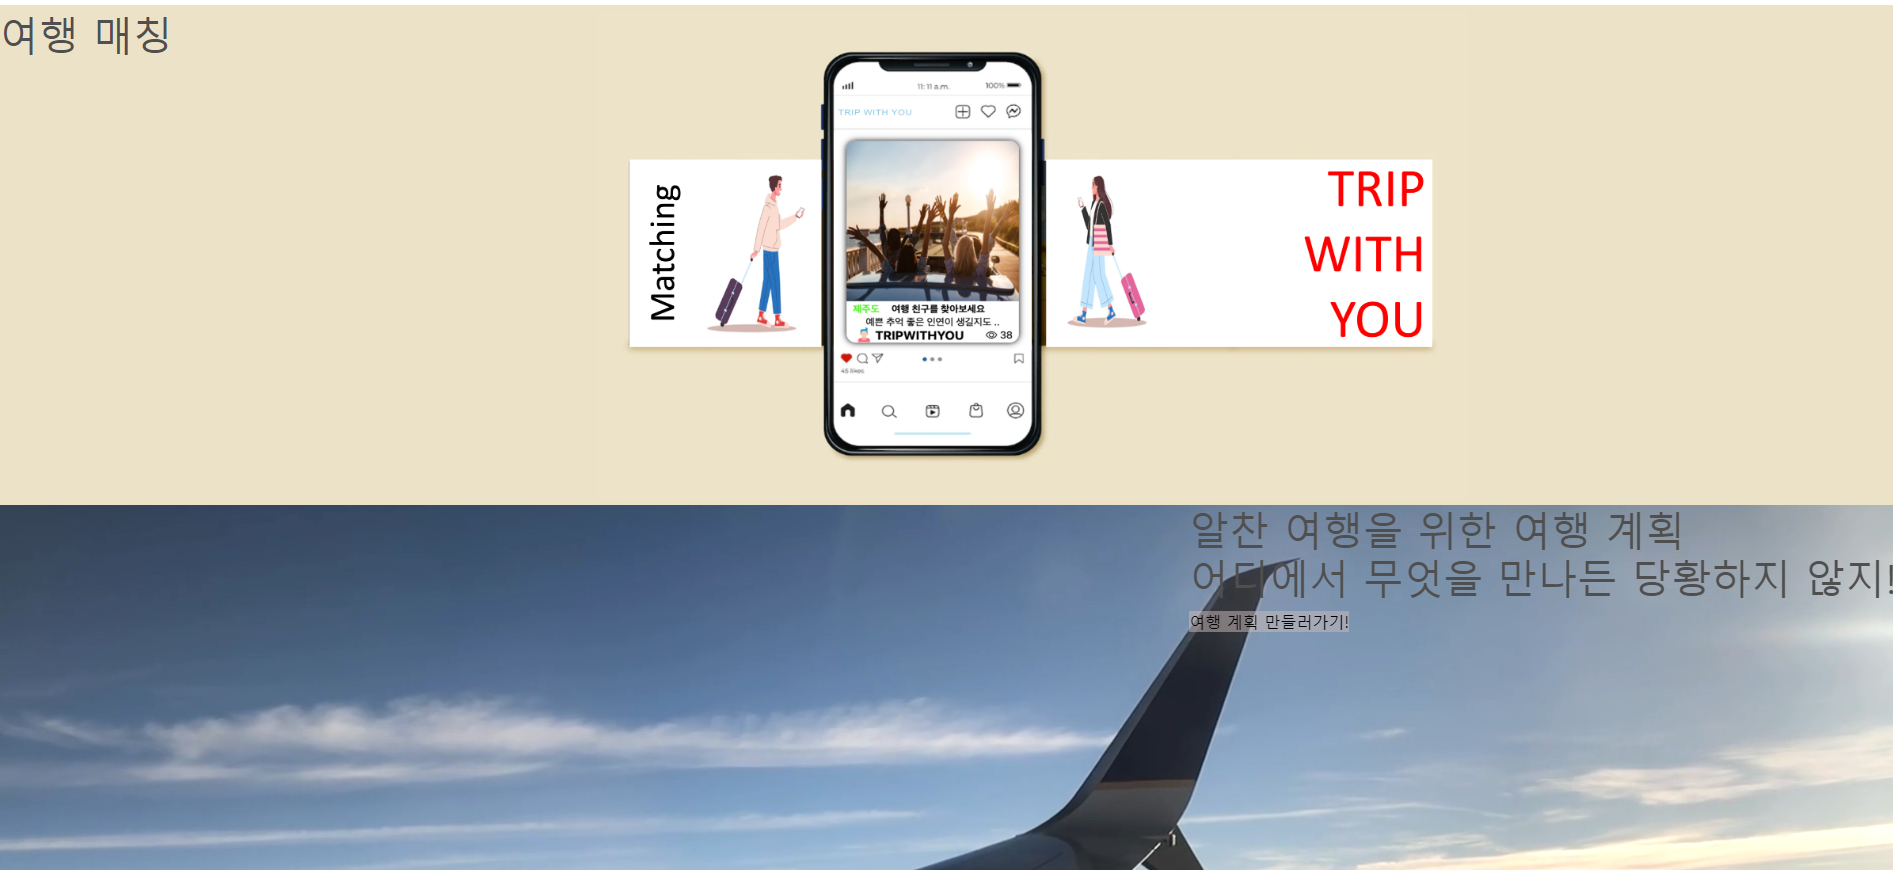 여행 매칭
11:11 a.m.
100%
TRIP WITH YOU
Matching
TRIP
WITH
YOU
제주도 여행 친구를 찾아보세요
예쁜 추억 좋은 인연이 생길지도 ..
TRIPWITHYOU 38
45 likes
알찬 여행을 위한 여행 계획
어디에서 무엇을 만나든 당황하지 않지!
여행 계획 만들러가기!